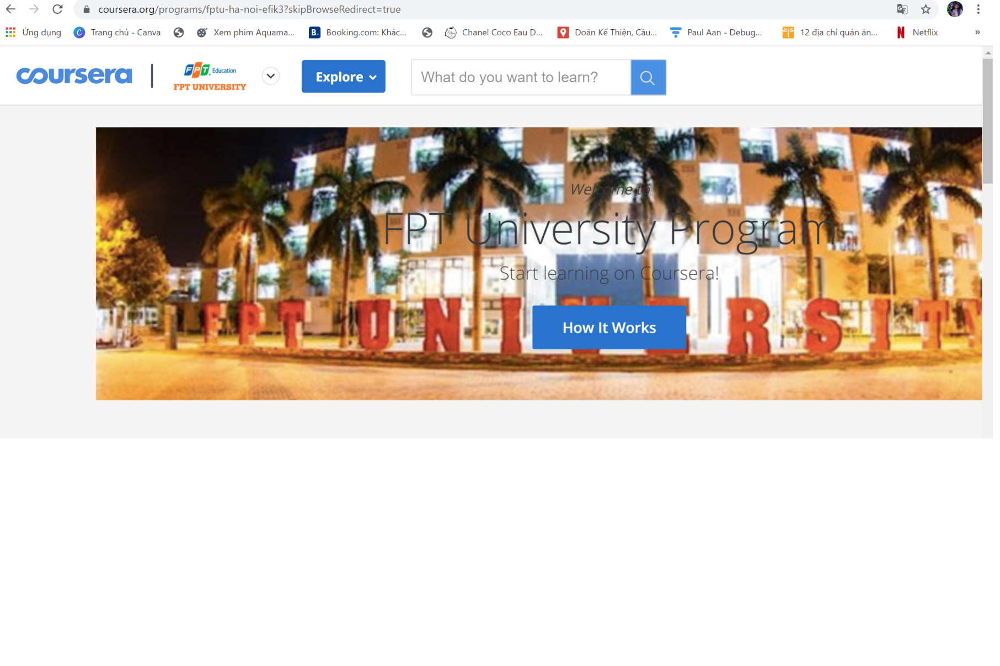 coursera.org/programs/fptu-ha-noi-efik3?skipBrowseRedirect=true
Ứng dụng Trang chủ - Canva Xem phim Aquama... Booking.com: Khác... Chanel Coco Eau D... Doãn Kế Thiện, Cầu... Paul Aan - Debug... 12 địa chỉ quán ăn... Netflix »
coursera FPT Education
FPT UNIVERSITY
Explore
What do you want to learn?
Welcome to
FPT University Program
Start learning on Coursera!
FPT UNIVERSITY
How It Works